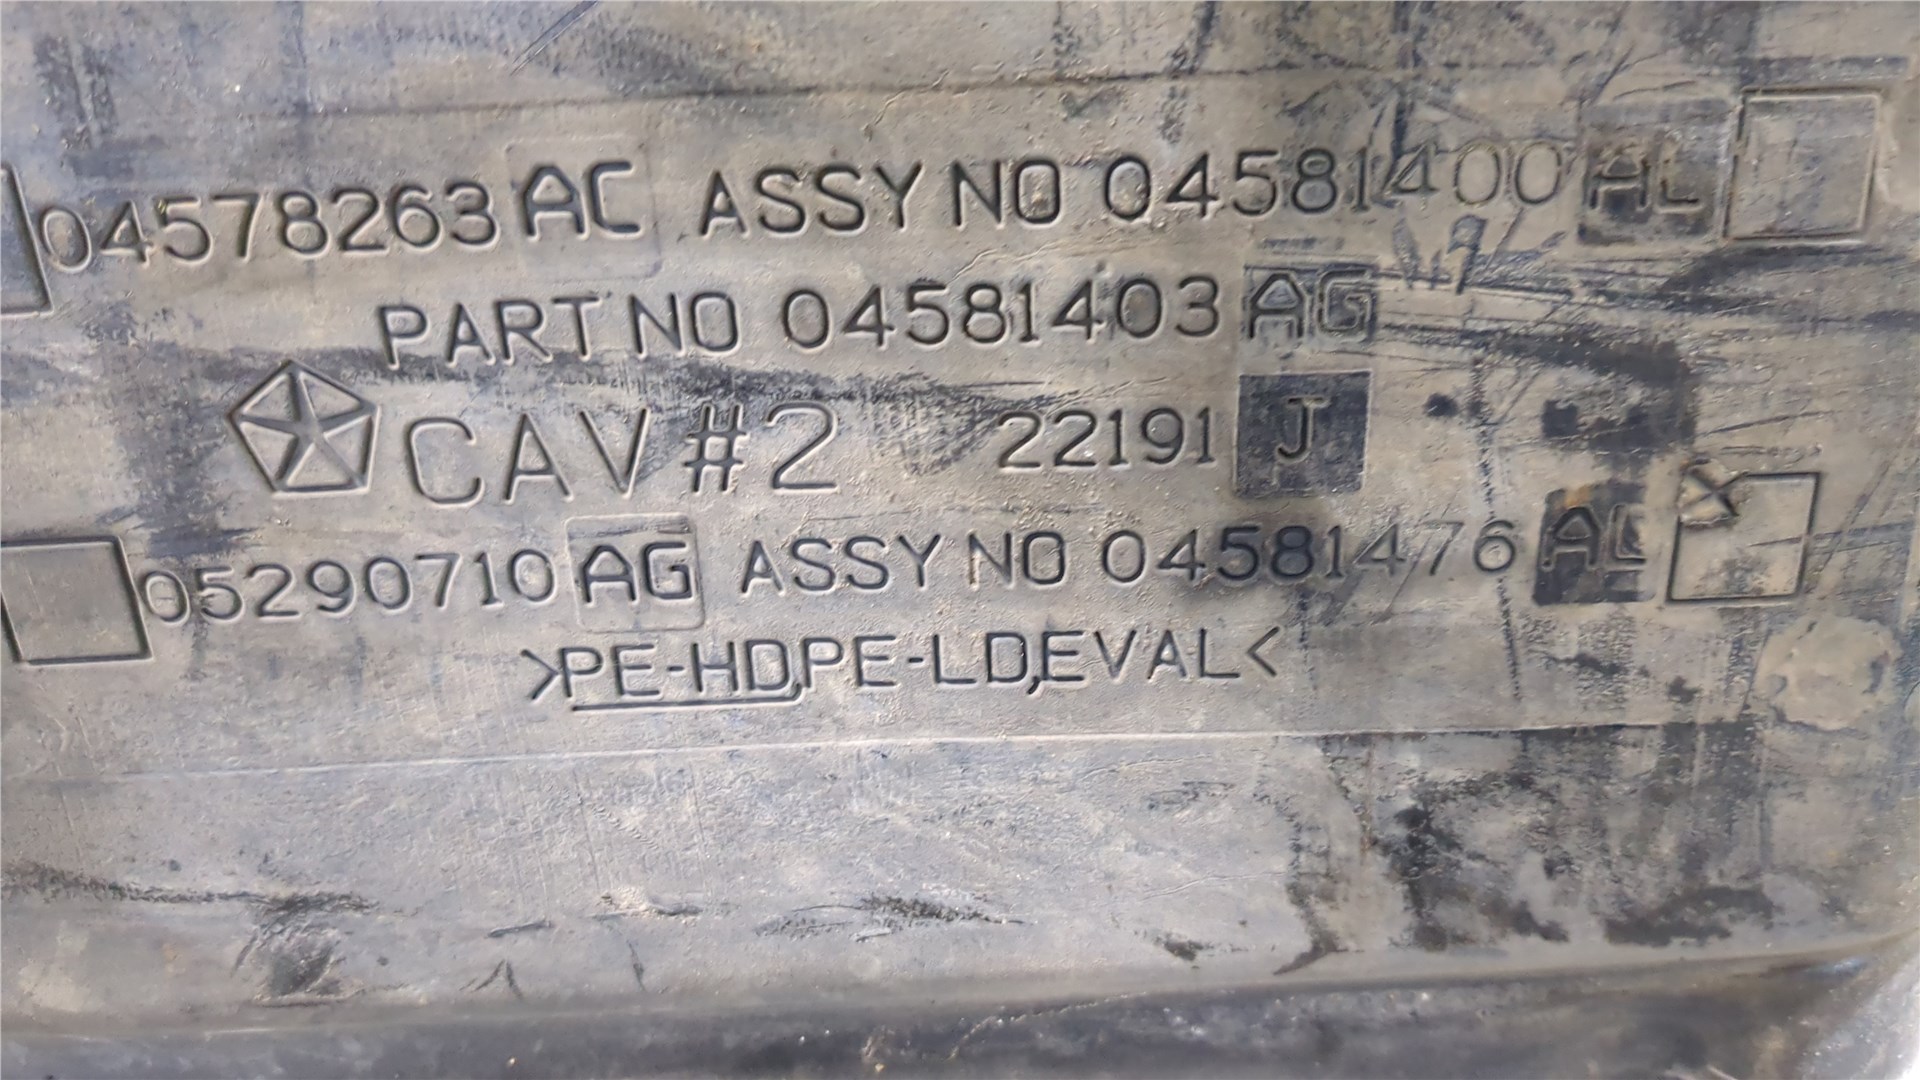 04578263 AC ASSY NO 04581400 AL
PART NO 04581403 AG
CAV #2 22191 J
05290710 AG ASSY NO 04581476 AL
>PE-HD,PE-LD,EVAL<